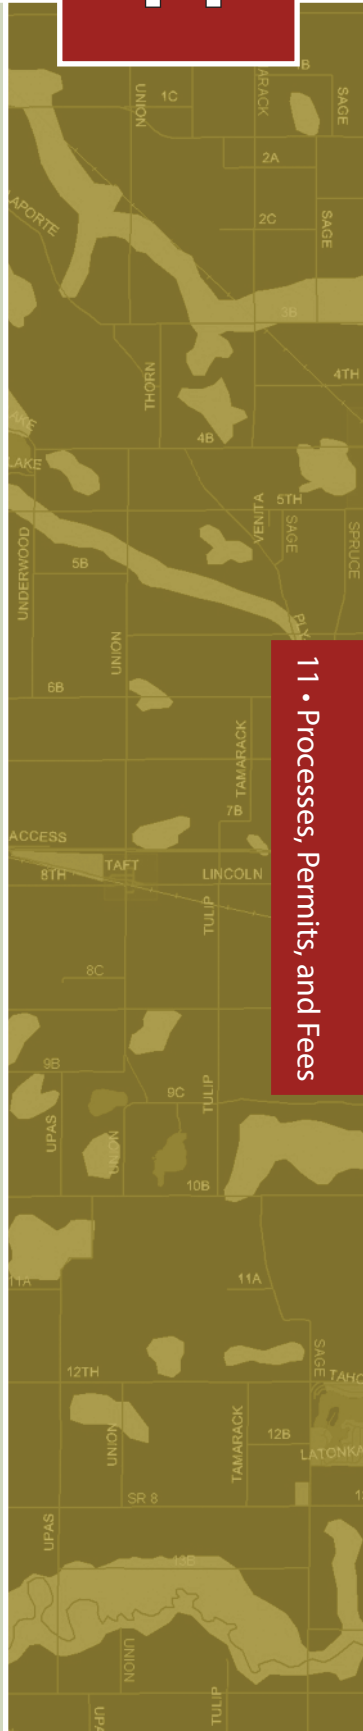 UNION
1C
SAGE
2A
LAPORTE
2C
SAGE
3B
THORN
4TH
4B
LAKE
5TH
VENITA
SAGE
SPRUCE
UNDERWOOD
5B
UNION
6B
11 • Processes, Permits, and Fees
TAMARACK
7B
ACCESS
8TH
TAFT
LINCOLN
TULIP
8C
9B
9C
TULIP
UPAS
UNION
10B
11A
11A
12TH
SAGE
UNION
TAMARACK
12B
LATONKA
SR 8
UPAS
UNION
TULIP